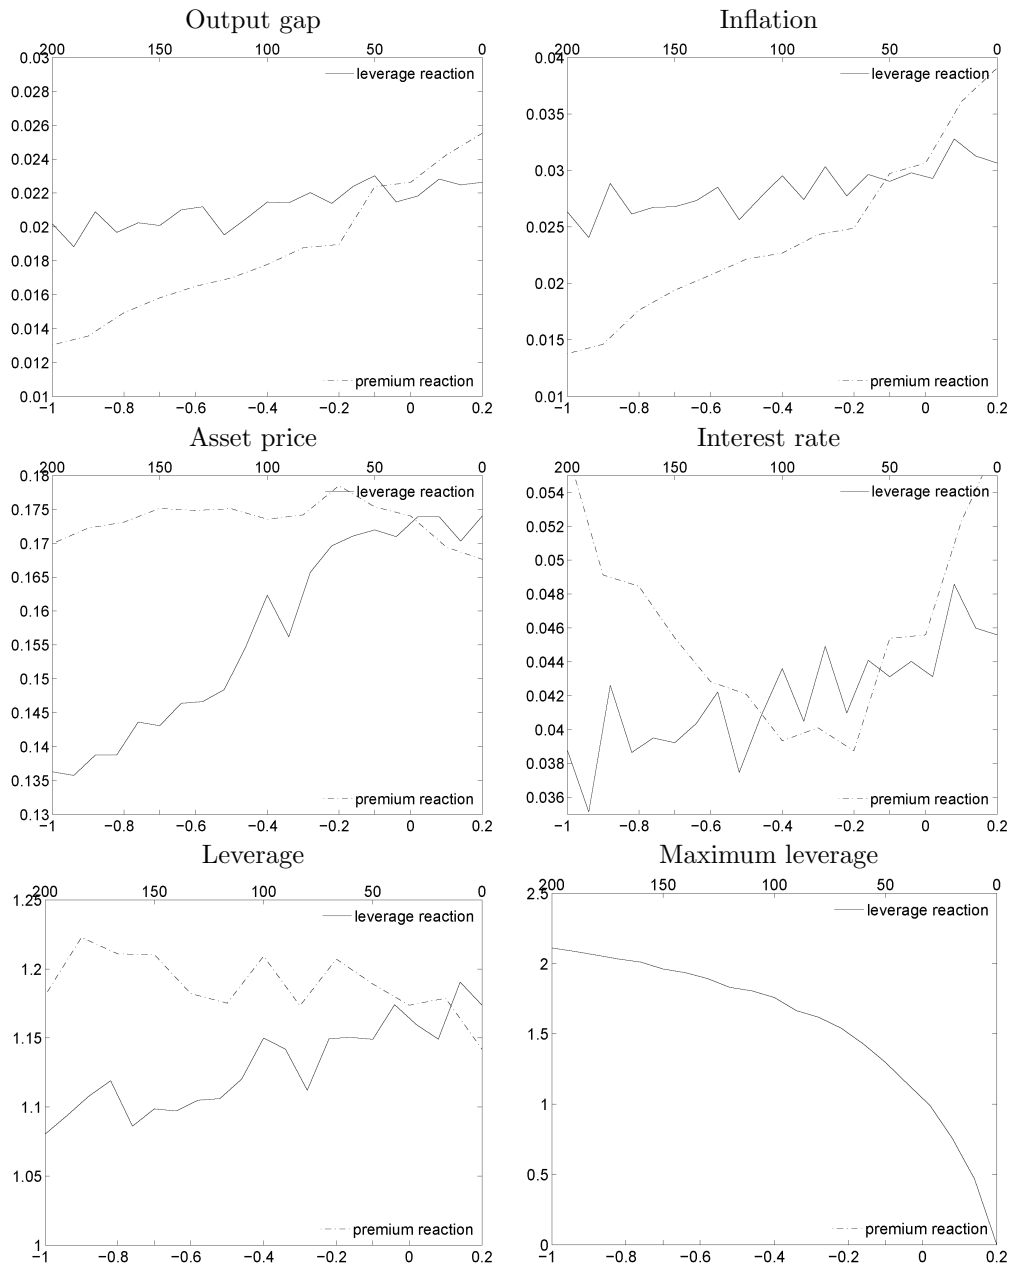 Output gap
200 150 100 50 0
leverage reaction
0.03
0.028
0.026
0.024
0.022
0.02
0.018
0.016
0.014
0.012
0.01
premium reaction
−1 −0.8 −0.6 −0.4 −0.2 0 0.2
Inflation
200 150 100 50 0
leverage reaction
0.04
0.035
0.03
0.025
0.02
0.015
0.01
premium reaction
−1 −0.8 −0.6 −0.4 −0.2 0 0.2
Asset price
200 150 100 50 0
leverage reaction
0.18
0.175
0.17
0.165
0.16
0.155
0.15
0.145
0.14
0.135
0.13
premium reaction
−1 −0.8 −0.6 −0.4 −0.2 0 0.2
Interest rate
200 150 100 50 0
leverage reaction
0.054
0.052
0.05
0.048
0.046
0.044
0.042
0.04
0.038
0.036
premium reaction
−1 −0.8 −0.6 −0.4 −0.2 0 0.2
Leverage
200 150 100 50 0
leverage reaction
1.25
1.2
1.15
1.1
1.05
1
premium reaction
−1 −0.8 −0.6 −0.4 −0.2 0 0.2
Maximum leverage
200 150 100 50 0
leverage reaction
2.5
2
1.5
1
0.5
0
premium reaction
−1 −0.8 −0.6 −0.4 −0.2 0 0.2